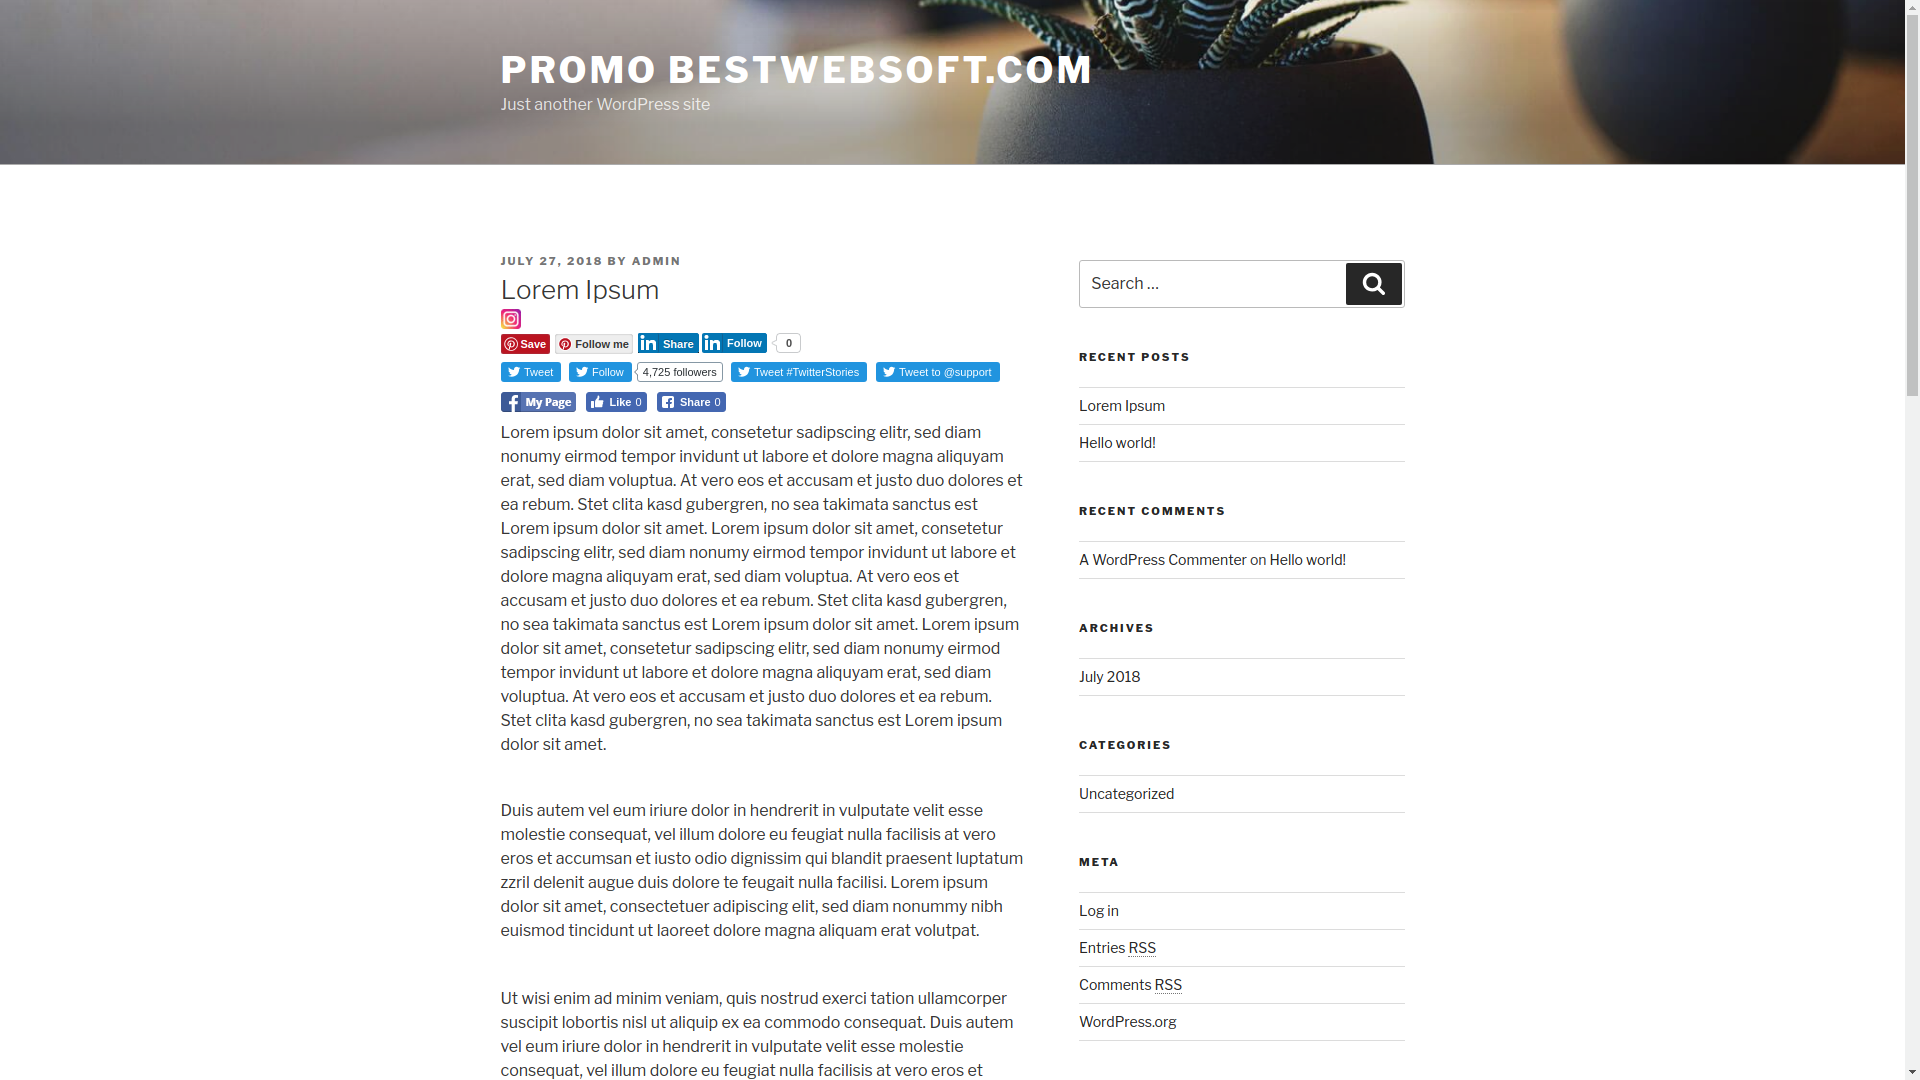 PROMO BESTWEBSOFT.COM
Just another WordPress site
JULY 27, 2018 BY ADMIN
Lorem Ipsum
Save Follow me Share Follow 0
Tweet Follow 4,725 followers Tweet #TwitterStories Tweet to @support
My Page Like 0 Share 0
Lorem ipsum dolor sit amet, consetetur sadipscing elitr, sed diam
nonumy eirmod tempor invidunt ut labore et dolore magna aliquyam
erat, sed diam voluptua. At vero eos et accusam et justo duo dolores et
ea rebum. Stet clita kasd gubergren, no sea takimata sanctus est
Lorem ipsum dolor sit amet. Lorem ipsum dolor sit amet, consetetur
sadipscing elitr, sed diam nonumy eirmod tempor invidunt ut labore et
dolore magna aliquyam erat, sed diam voluptua. At vero eos et
accusam et justo duo dolores et ea rebum. Stet clita kasd gubergren,
no sea takimata sanctus est Lorem ipsum dolor sit amet. Lorem ipsum
dolor sit amet, consetetur sadipscing elitr, sed diam nonumy eirmod
tempor invidunt ut labore et dolore magna aliquyam erat, sed diam
voluptua. At vero eos et accusam et justo duo dolores et ea rebum.
Stet clita kasd gubergren, no sea takimata sanctus est Lorem ipsum
dolor sit amet.
Duis autem vel eum iriure dolor in hendrerit in vulputate velit esse
molestie consequat, vel illum dolore eu feugiat nulla facilisis at vero
eros et accumsan et iusto odio dignissim qui blandit praesent luptatum
zzril delenit augue duis dolore te feugait nulla facilisi. Lorem ipsum
dolor sit amet, consectetuer adipiscing elit, sed diam nonummy nibh
euismod tincidunt ut laoreet dolore magna aliquam erat volutpat.
Ut wisi enim ad minim veniam, quis nostrud exerci tation ullamcorper
suscipit lobortis nisl ut aliquip ex ea commodo consequat. Duis autem
vel eum iriure dolor in hendrerit in vulputate velit esse molestie
consequat, vel illum dolore eu feugiat nulla facilisis at vero eros et
Search …
RECENT POSTS
Lorem Ipsum
Hello world!
RECENT COMMENTS
A WordPress Commenter on Hello world!
ARCHIVES
July 2018
CATEGORIES
Uncategorized
META
Log in
Entries RSS
Comments RSS
WordPress.org